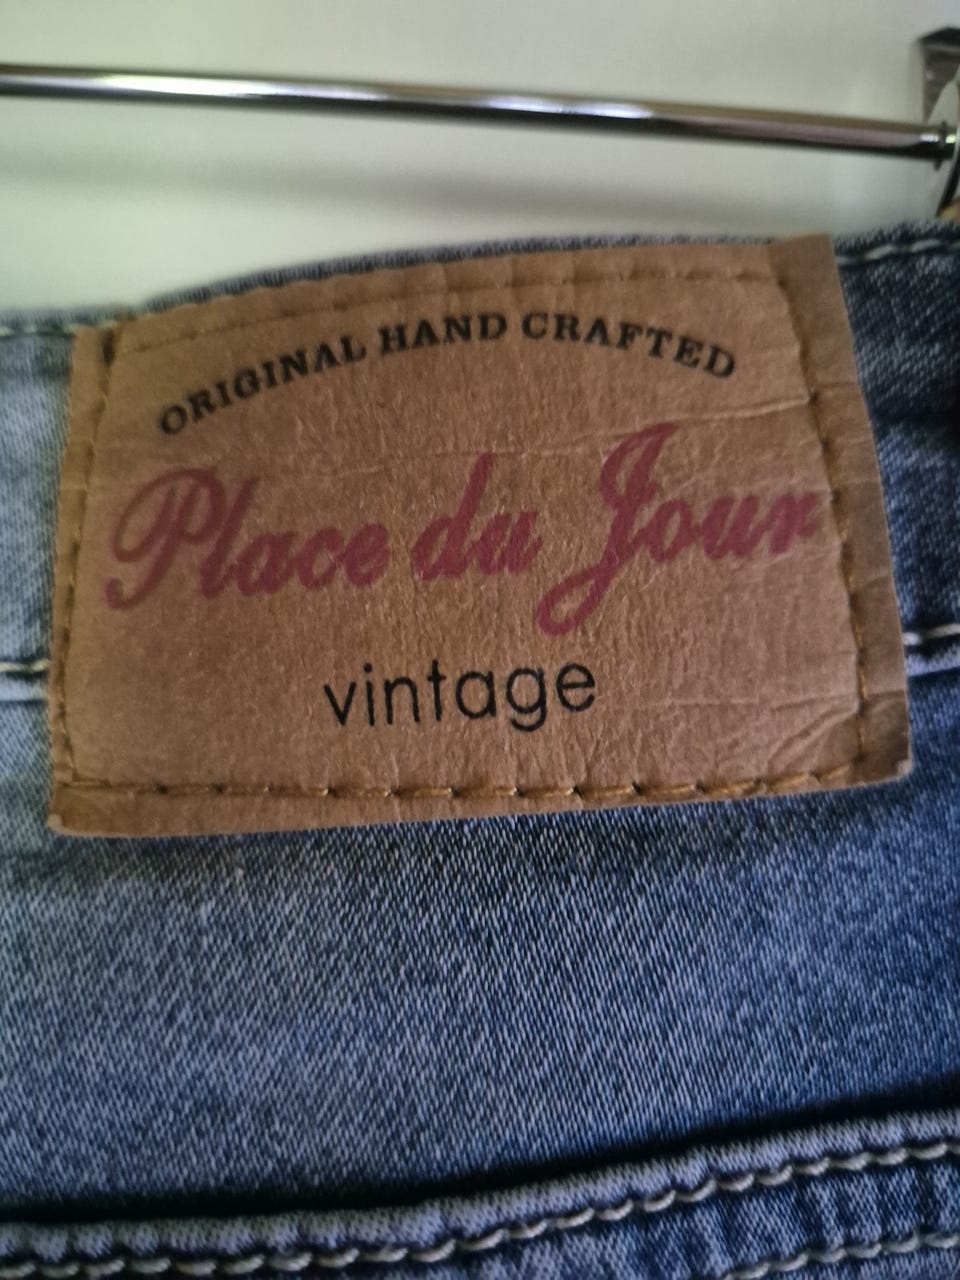 ORIGINAL HAND CRAFTED
Place du Jour
vintage